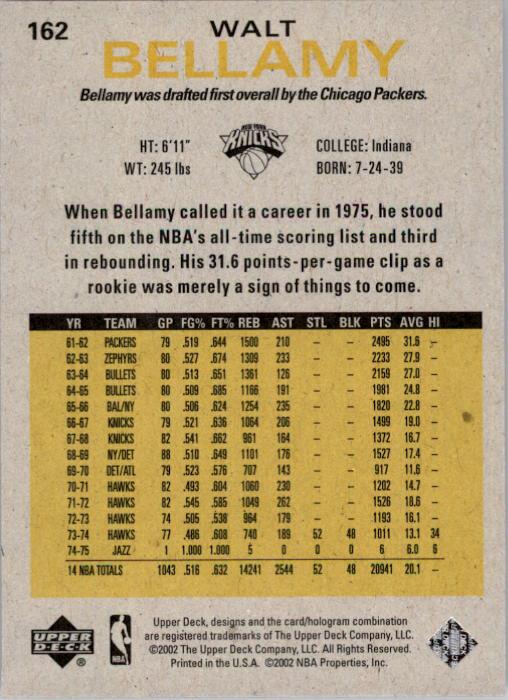 162
WALT
BELLAMY
Bellamy was drafted first overall by the Chicago Packers.
HT: 6'11"
WT: 245 lbs
NEW YORK
KNICKS
COLLEGE: Indiana
BORN: 7-24-39
When Bellamy called it a career in 1975, he stood
fifth on the NBA's all-time scoring list and third
in rebounding. His 31.6 points-per-game clip as a
rookie was merely a sign of things to come.
YR TEAM GP FG% FT% REB AST STL BLK PTS AVG HI
61-62 PACKERS 79 .519 .644 1500 210 – – 2495 31.6 –
62-63 ZEPHYRS 80 .527 .674 1309 233 – – 2233 27.9 –
63-64 BULLETS 80 .513 .651 1361 126 – – 2159 27.0 –
64-65 BULLETS 80 .509 .685 1166 191 – – 1981 24.8 –
65-66 BAL/NY 80 .506 .624 1254 235 – – 1820 22.8 –
66-67 KNICKS 79 .521 .636 1064 206 – – 1499 19.0 –
67-68 KNICKS 82 .541 .662 961 164 – – 1372 16.7 –
68-69 NY/DET 88 .510 .649 1101 176 – – 1527 17.4 –
69-70 DET/ATL 79 .523 .576 707 143 – – 917 11.6 –
70-71 HAWKS 82 .493 .604 1060 230 – – 1202 14.7 –
71-72 HAWKS 82 .545 .585 1049 262 – – 1526 18.6 –
72-73 HAWKS 74 .505 .538 964 179 – – 1193 16.1 –
73-74 HAWKS 77 .486 .608 740 189 52 48 1011 13.1 34
74-75 JAZZ 1 1.000 1.000 5 0 0 0 6 6.0 6
14 NBA TOTALS 1043 .516 .632 14241 2544 52 48 20941 20.1 –
UPPER
DECK
®
NBA
Upper Deck, designs and the card/hologram combination
are registered trademarks of The Upper Deck Company, LLC.
©2002 The Upper Deck Company, LLC. All Rights Reserved.
Printed in the U.S.A. ©2002 NBA Properties, Inc.